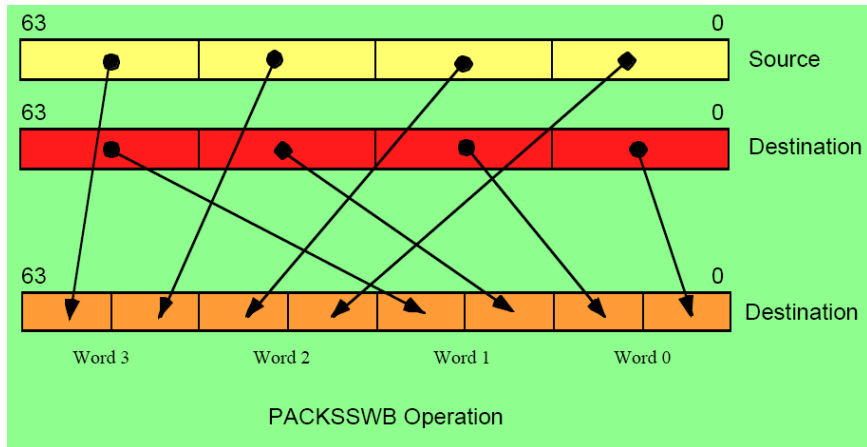 63 0
Source
63 0
Destination
63 0
Destination
Word 3 Word 2 Word 1 Word 0
PACKSSWB Operation